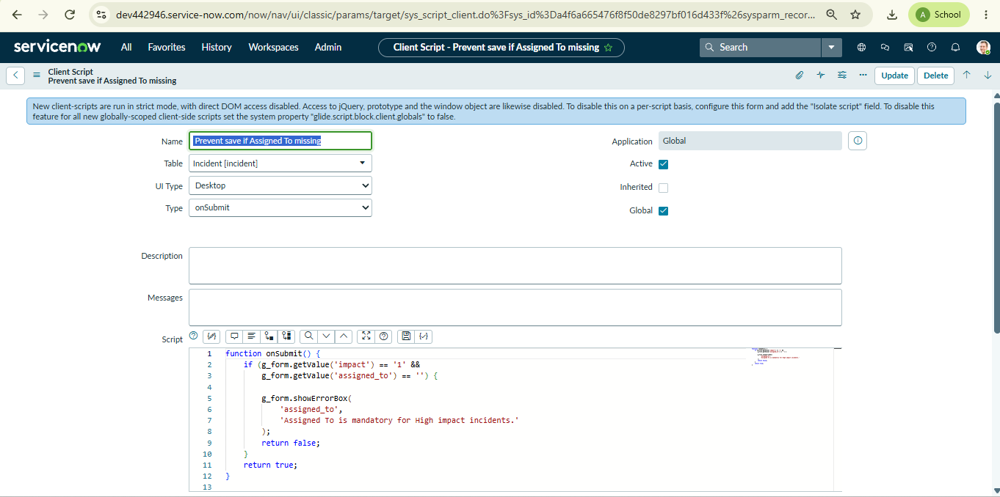 dev442946.service-now.com/now/nav/ui/classic/params/target/sys_script_client.do%3Fsys_id%3Da4f6a665476f8f50de8297bf016d433f%26sysparm_recor...
A School
servicenow All Favorites History Workspaces Admin Client Script - Prevent save if Assigned To missing Search
Client Script
Prevent save if Assigned To missing
Update Delete
New client-scripts are run in strict mode, with direct DOM access disabled. Access to jQuery, prototype and the window object are likewise disabled. To disable this on a per-script basis, configure this form and add the "Isolate script" field. To disable this
feature for all new globally-scoped client-side scripts set the system property "glide.script.block.client.globals" to false.
Name Prevent save if Assigned To missing Application Global
Table Incident [incident] Active
UI Type Desktop Inherited
Type onSubmit Global
Description
Messages
Script
1 function onSubmit() {
2 if (g_form.getValue('impact') == '1' &&
3 g_form.getValue('assigned_to') == '') {
4
5 g_form.showErrorBox(
6 'assigned_to',
7 'Assigned To is mandatory for High impact incidents.'
8 );
9 return false;
10 }
11 return true;
12 }
13